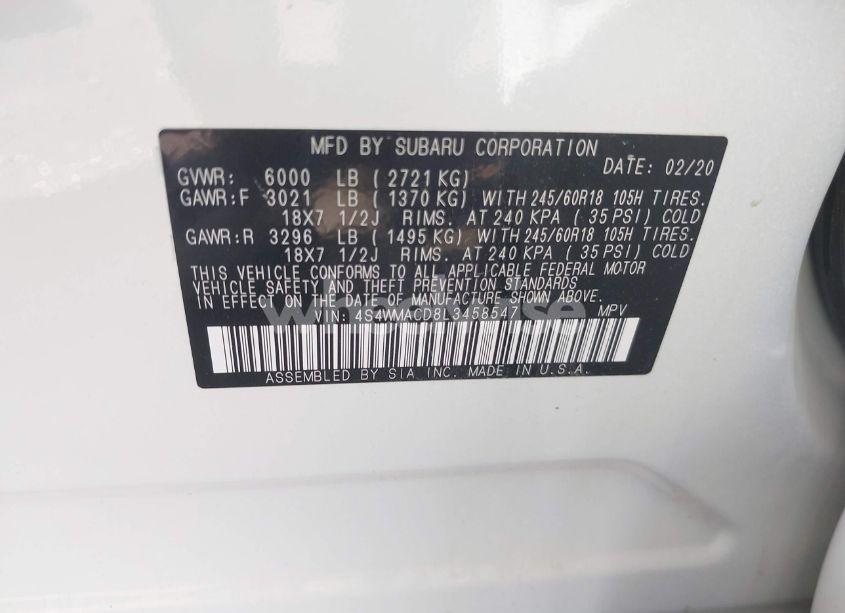 MFD BY SUBARU CORPORATION
DATE: 02/20
GVWR: 6000 LB ( 2721 KG)
GAWR:F 3021 LB ( 1370 KG) WITH 245/60R18 105H TIRES.
18X7 1/2J RIMS. AT 240 KPA ( 35 PSI) COLD
GAWR:R 3296 LB ( 1495 KG) WITH 245/60R18 105H TIRES.
18X7 1/2J RIMS. AT 240 KPA ( 35 PSI) COLD
THIS VEHICLE CONFORMS TO ALL APPLICABLE FEDERAL MOTOR
VEHICLE SAFETY AND THEFT PREVENTION STANDARDS
IN EFFECT ON THE DATE OF MANUFACTURE SHOWN ABOVE.
VIN: 4S4WMACD8L3458547 MPV
ASSEMBLED BY SIA INC. MADE IN U.S.A.